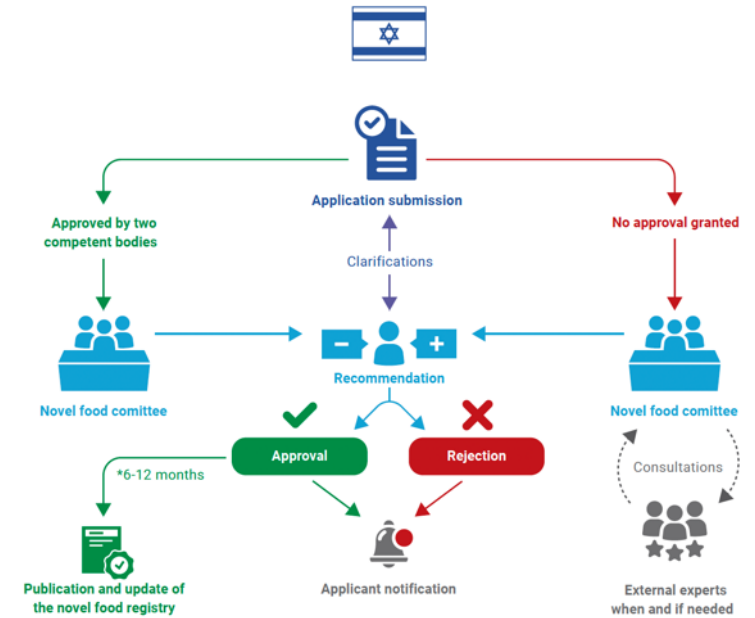 Application submission
Approved by two
competent bodies
No approval granted
Clarifications
Novel food comittee
Recommendation
Novel food comittee
Approval
Rejection
*6-12 months
Consultations
Publication and update of
the novel food registry
Applicant notification
External experts
when and if needed